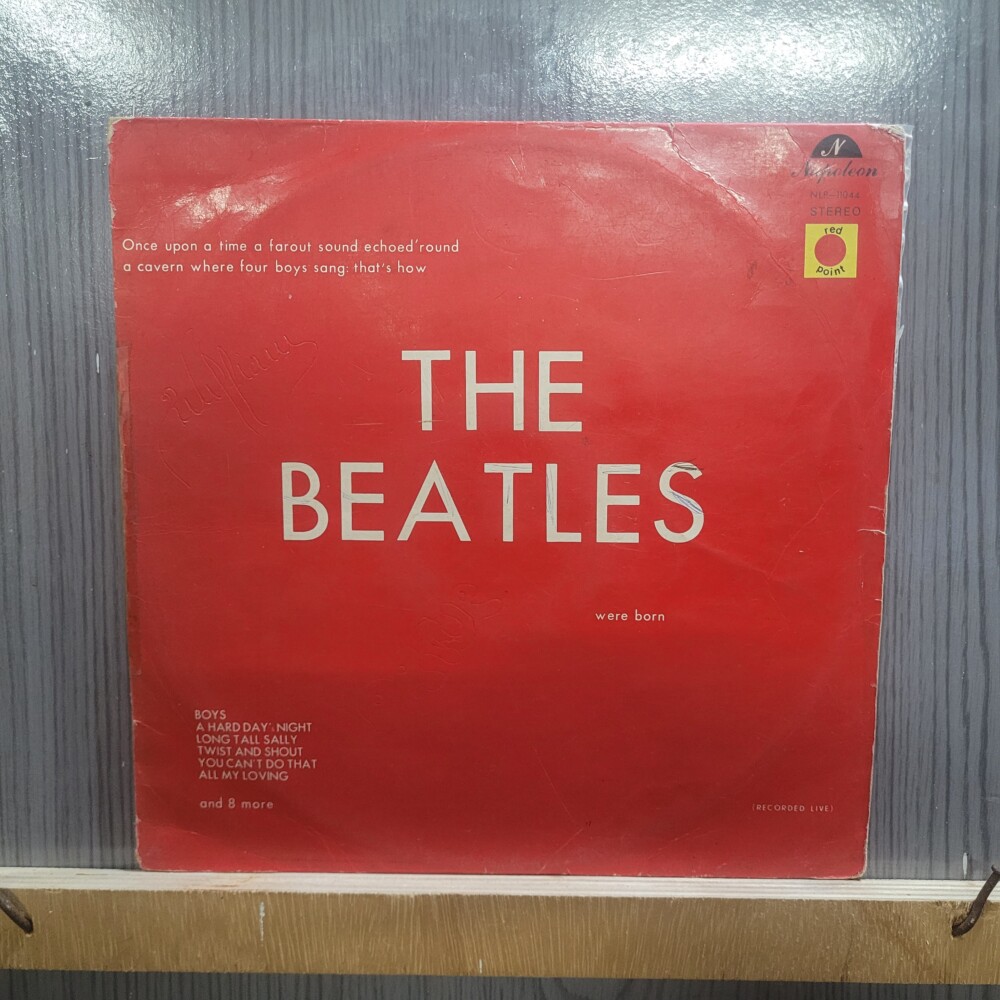 N
Napoleon
NLP-11044
STEREO
red
point
Once upon a time a farout sound echoed'round
a cavern where four boys sang: that's how
THE
BEATLES
were born
BOYS
A HARD DAY'S NIGHT
LONG TALL SALLY
TWIST AND SHOUT
YOU CAN'T DO THAT
ALL MY LOVING
and 8 more
(RECORDED LIVE)